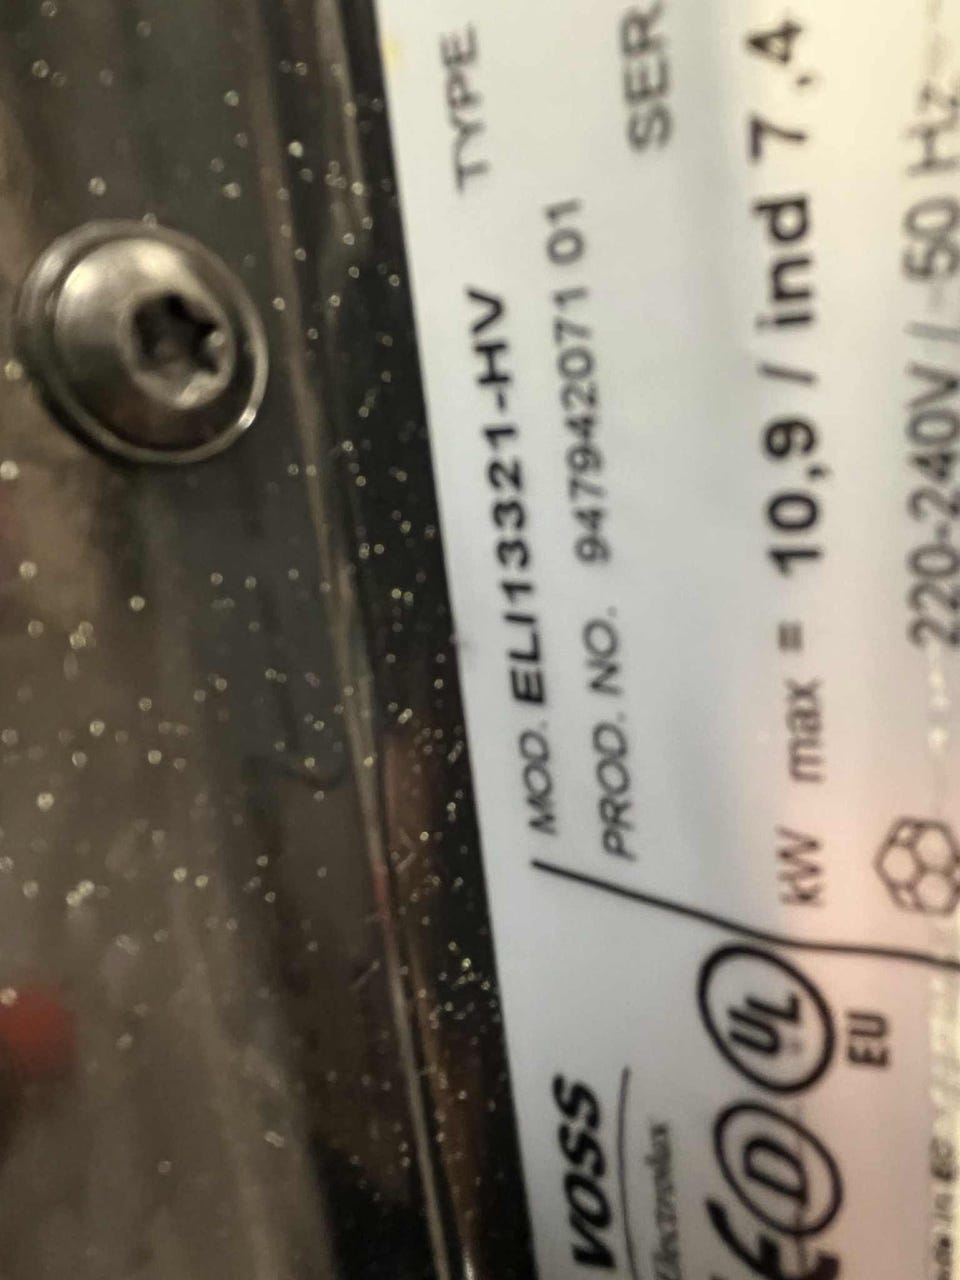 MOD. ELI13321-HV TYPE
PROD. NO. 947942071 01
SER
kW max = 10,9 / ind 7,4
220-240V / 50 Hz
VOSS
Electrolux
CE D UL
EU